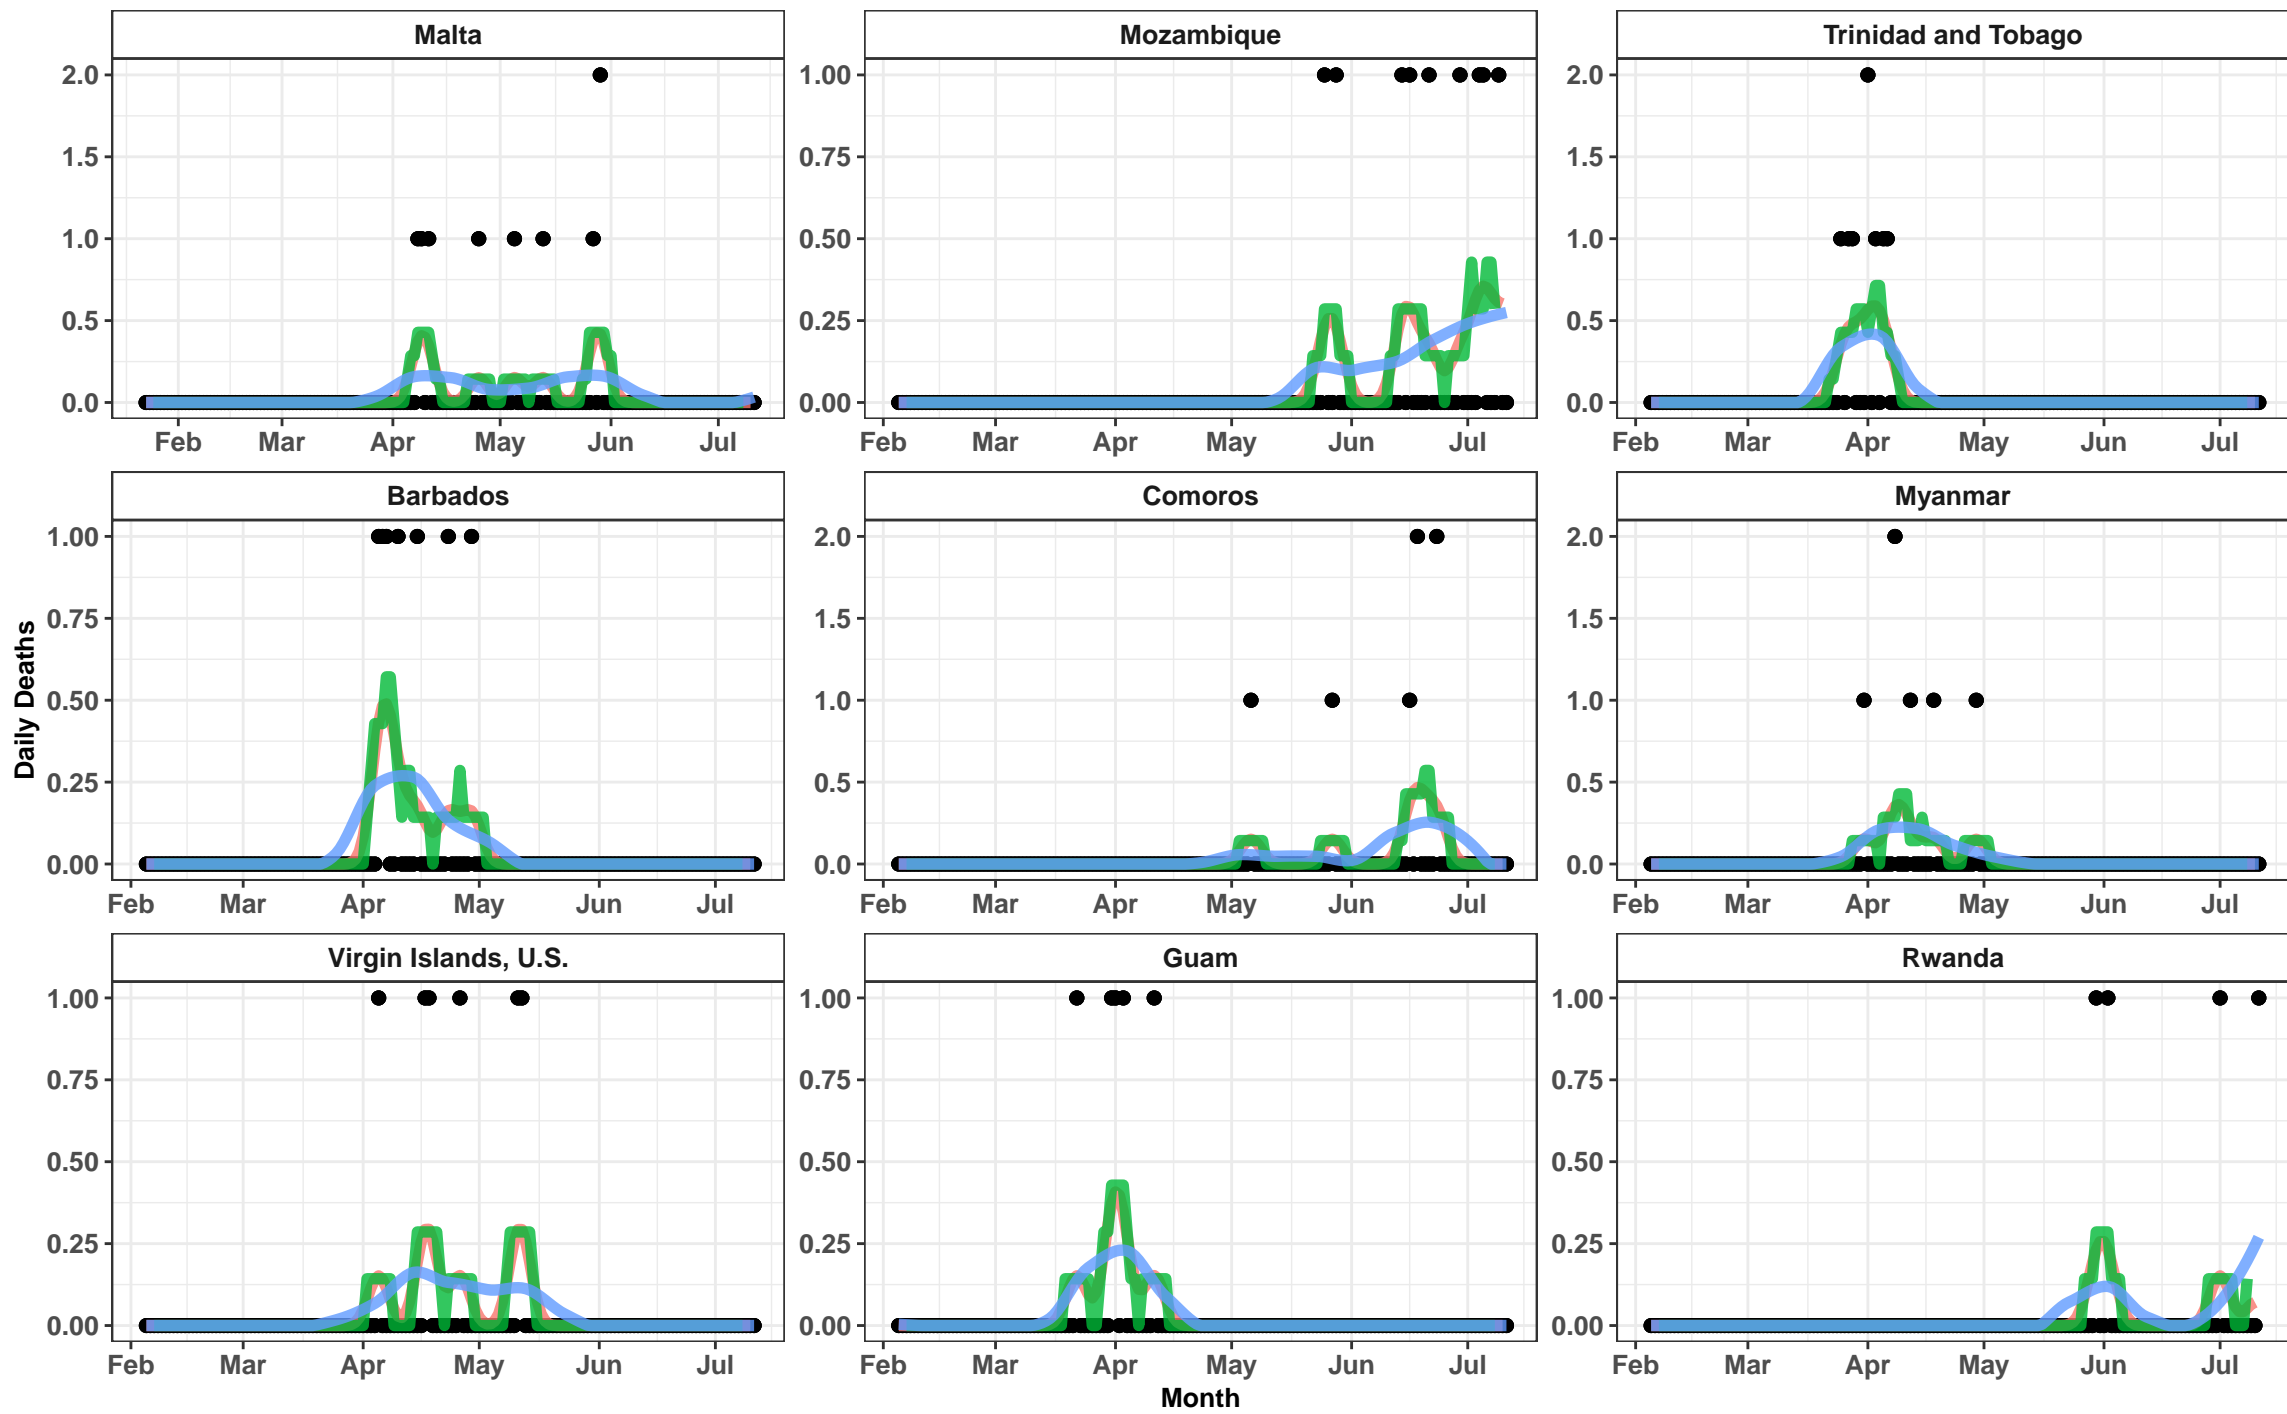 Malta Mozambique Trinidad and Tobago
2.0 1.00 2.0
1.5 0.75 1.5
1.0 0.50 1.0
0.5 0.25 0.5
0.0 0.00 0.0
Feb Mar Apr May Jun Jul Feb Mar Apr May Jun Jul Feb Mar Apr May Jun Jul
Barbados Comoros Myanmar
1.00 2.0 2.0
0.75 1.5 1.5
0.50 1.0 1.0
0.25 0.5 0.5
0.00 0.0 0.0
Feb Mar Apr May Jun Jul Feb Mar Apr May Jun Jul Feb Mar Apr May Jun Jul
Daily Deaths
Virgin Islands, U.S. Guam Rwanda
1.00 1.00 1.00
0.75 0.75 0.75
0.50 0.50 0.50
0.25 0.25 0.25
0.00 0.00 0.00
Feb Mar Apr May Jun Jul Feb Mar Apr May Jun Jul Feb Mar Apr May Jun Jul
Month